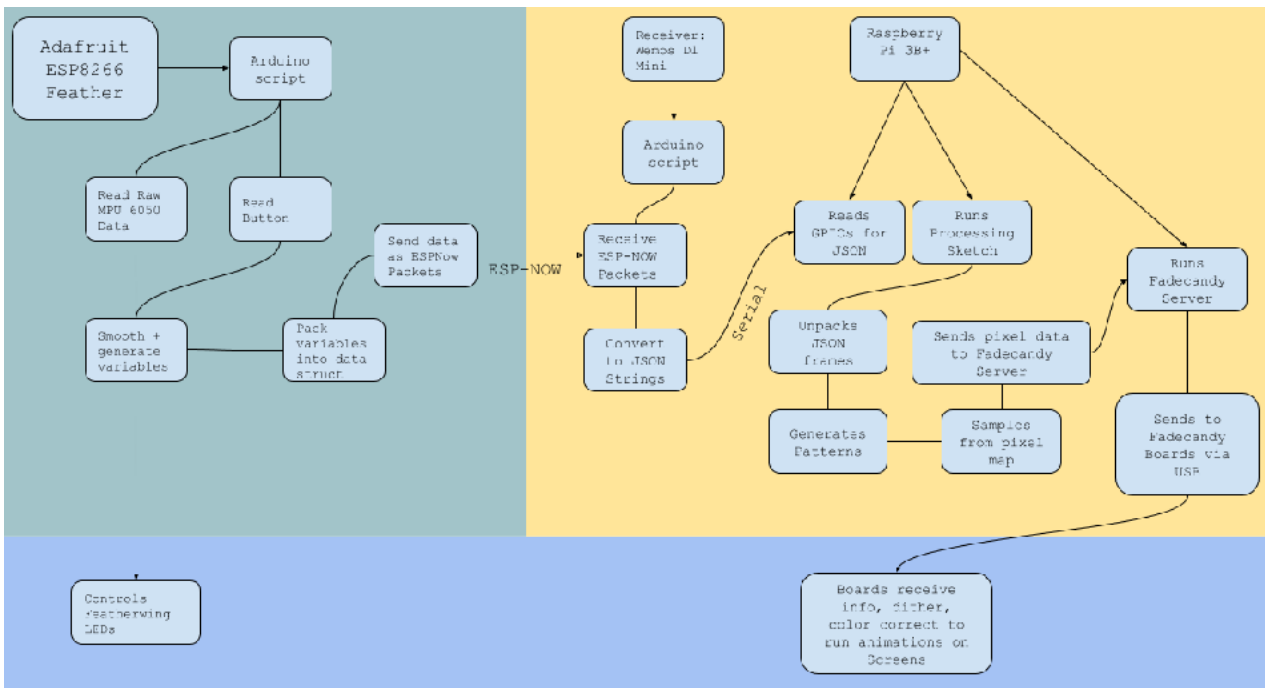 Adafruit
ESP8266
Feather
Arduino
script
Read Raw
MPU 6050
Data
Read
Button
Send data
as ESPNow
Packets
Smooth +
generate
variables
Pack
variables
into data
struct
ESP-NOW
Receiver:
Wemos D1
Mini
Arduino
script
Receive
ESP-NOW
Packets
Convert
to JSON
Strings
Serial
Raspberry
Pi 3B+
Reads
GPIOs for
JSON
Runs
Processing
Sketch
Unpacks
JSON
frames
Generates
Patterns
Samples
from pixel
map
Sends pixel data
to Fadecandy
Server
Runs
Fadecandy
Server
Sends to
Fadecandy
Boards via
USB
Controls
Featherwing
LEDs
Boards receive
info, dither,
color correct to
run animations on
Screens